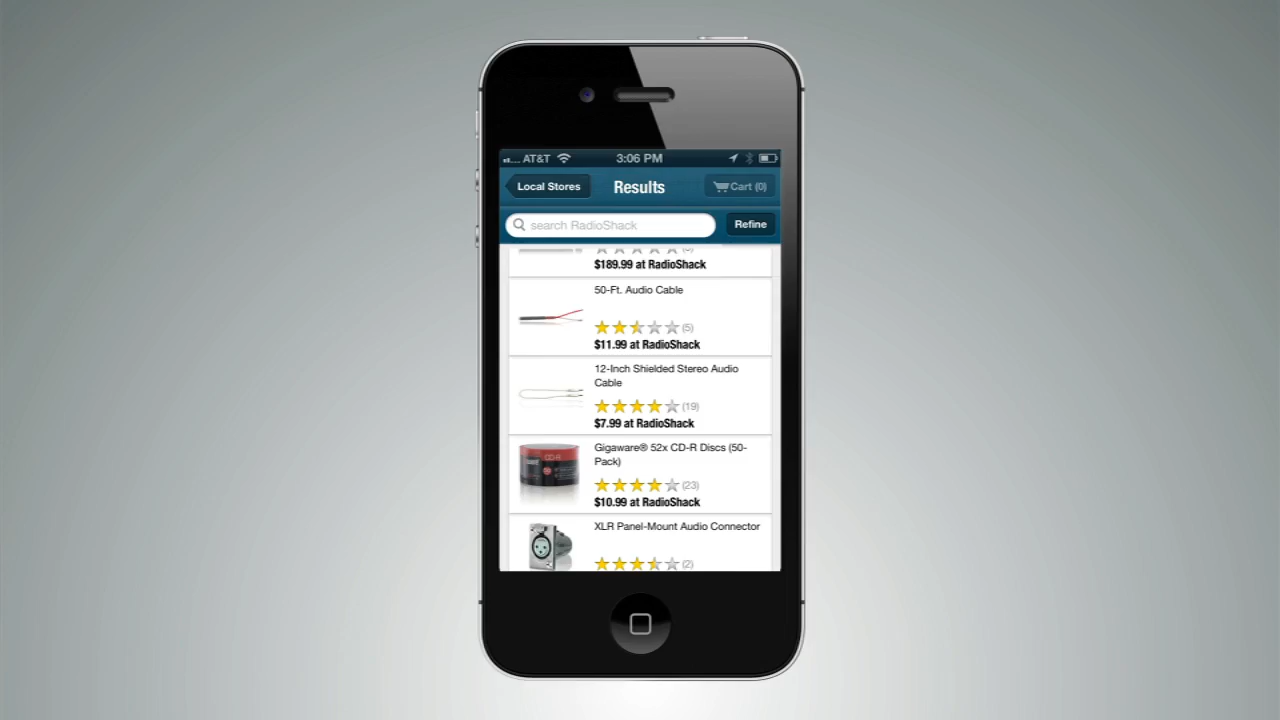 AT&T
3:06 PM
Local Stores
Results
Cart (0)
search RadioShack
Refine
$189.99 at RadioShack
50-Ft. Audio Cable
(5)
$11.99 at RadioShack
12-Inch Shielded Stereo Audio
Cable
(19)
$7.99 at RadioShack
Gigaware® 52x CD-R Discs (50-
Pack)
CD-R
(23)
$10.99 at RadioShack
XLR Panel-Mount Audio Connector
(2)